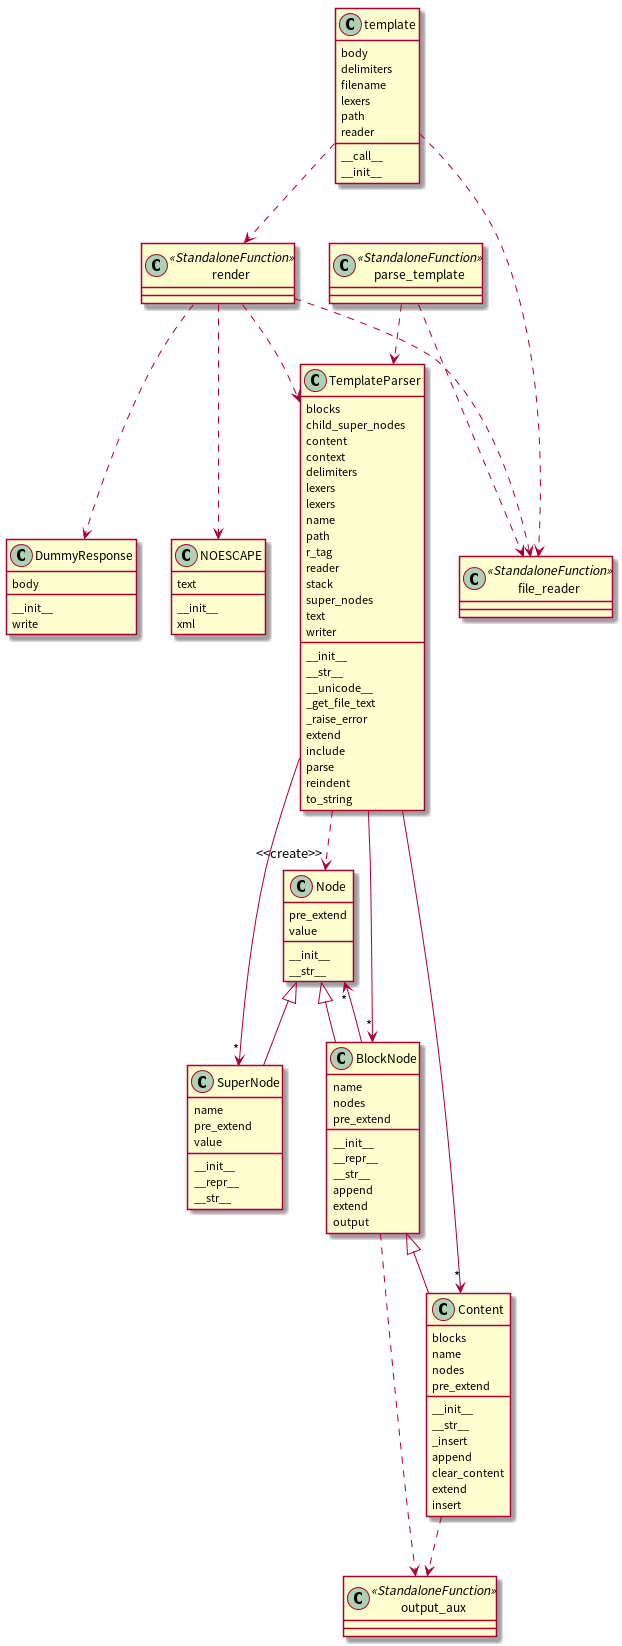 C template
body
delimiters
filename
lexers
path
reader
__call__
__init__
C «StandaloneFunction»
render
C «StandaloneFunction»
parse_template
C TemplateParser
blocks
child_super_nodes
content
context
delimiters
lexers
lexers
name
path
r_tag
reader
stack
super_nodes
text
writer
__init__
__str__
__unicode__
_get_file_text
_raise_error
extend
include
parse
reindent
to_string
C DummyResponse
body
__init__
write
C NOESCAPE
text
__init__
xml
C «StandaloneFunction»
file_reader
<<create>>
C Node
pre_extend
value
__init__
__str__
*
*
*
C SuperNode
name
pre_extend
value
__init__
__repr__
__str__
C BlockNode
name
nodes
pre_extend
__init__
__repr__
__str__
append
extend
output
*
C Content
blocks
name
nodes
pre_extend
__init__
__str__
_insert
append
clear_content
extend
insert
C «StandaloneFunction»
output_aux